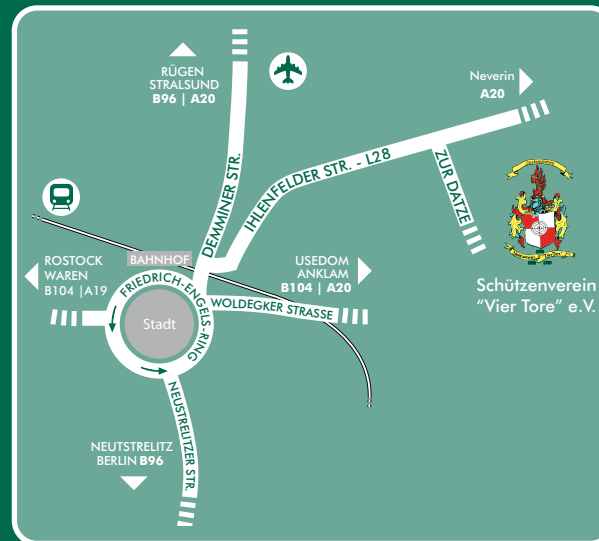 RÜGEN
STRALSUND
B96 | A20
Neverin
A20
DEMMINER STR.
IHLENFELDER STR. - L28
ZUR DATZE
ROSTOCK
WAREN
B104 |A19
BAHNHOF
FRIEDRICH-ENGELS-RING
Stadt
USEDOM
ANKLAM
B104 | A20
WOLDEGKER STRASSE
Schützenverein
"Vier Tore" e.V.
NEUSTRELITZER STR.
NEUTSTRELITZ
BERLIN B96